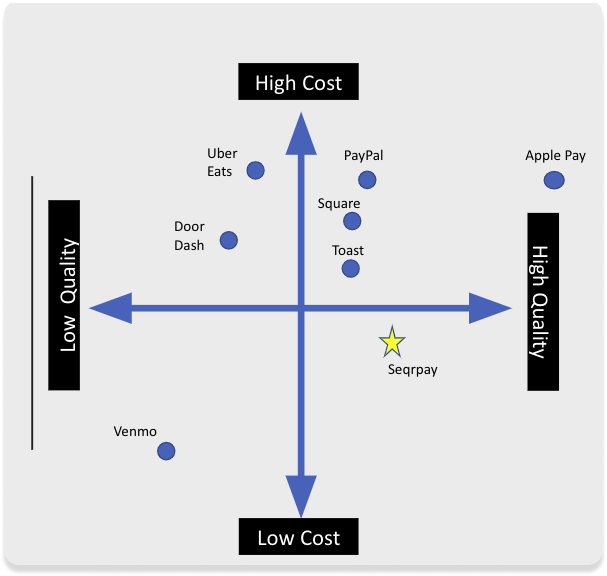 High Cost
Uber
Eats
PayPal
Apple Pay
Square
Door
Dash
Toast
Low Quality
High Quality
Seqrpay
Venmo
Low Cost